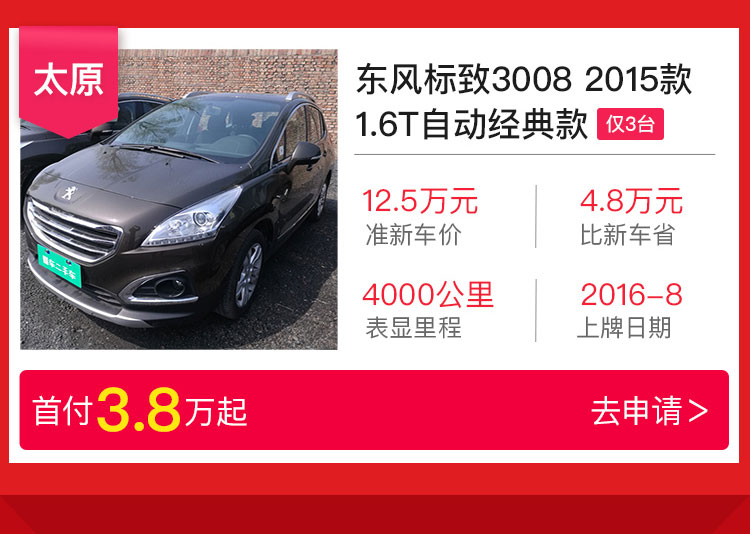 太原
东风标致3008 2015款
1.6T自动经典款 仅3台
12.5万元
准新车价
4.8万元
比新车省
4000公里
表显里程
2016-8
上牌日期
首付3.8万起
去申请>